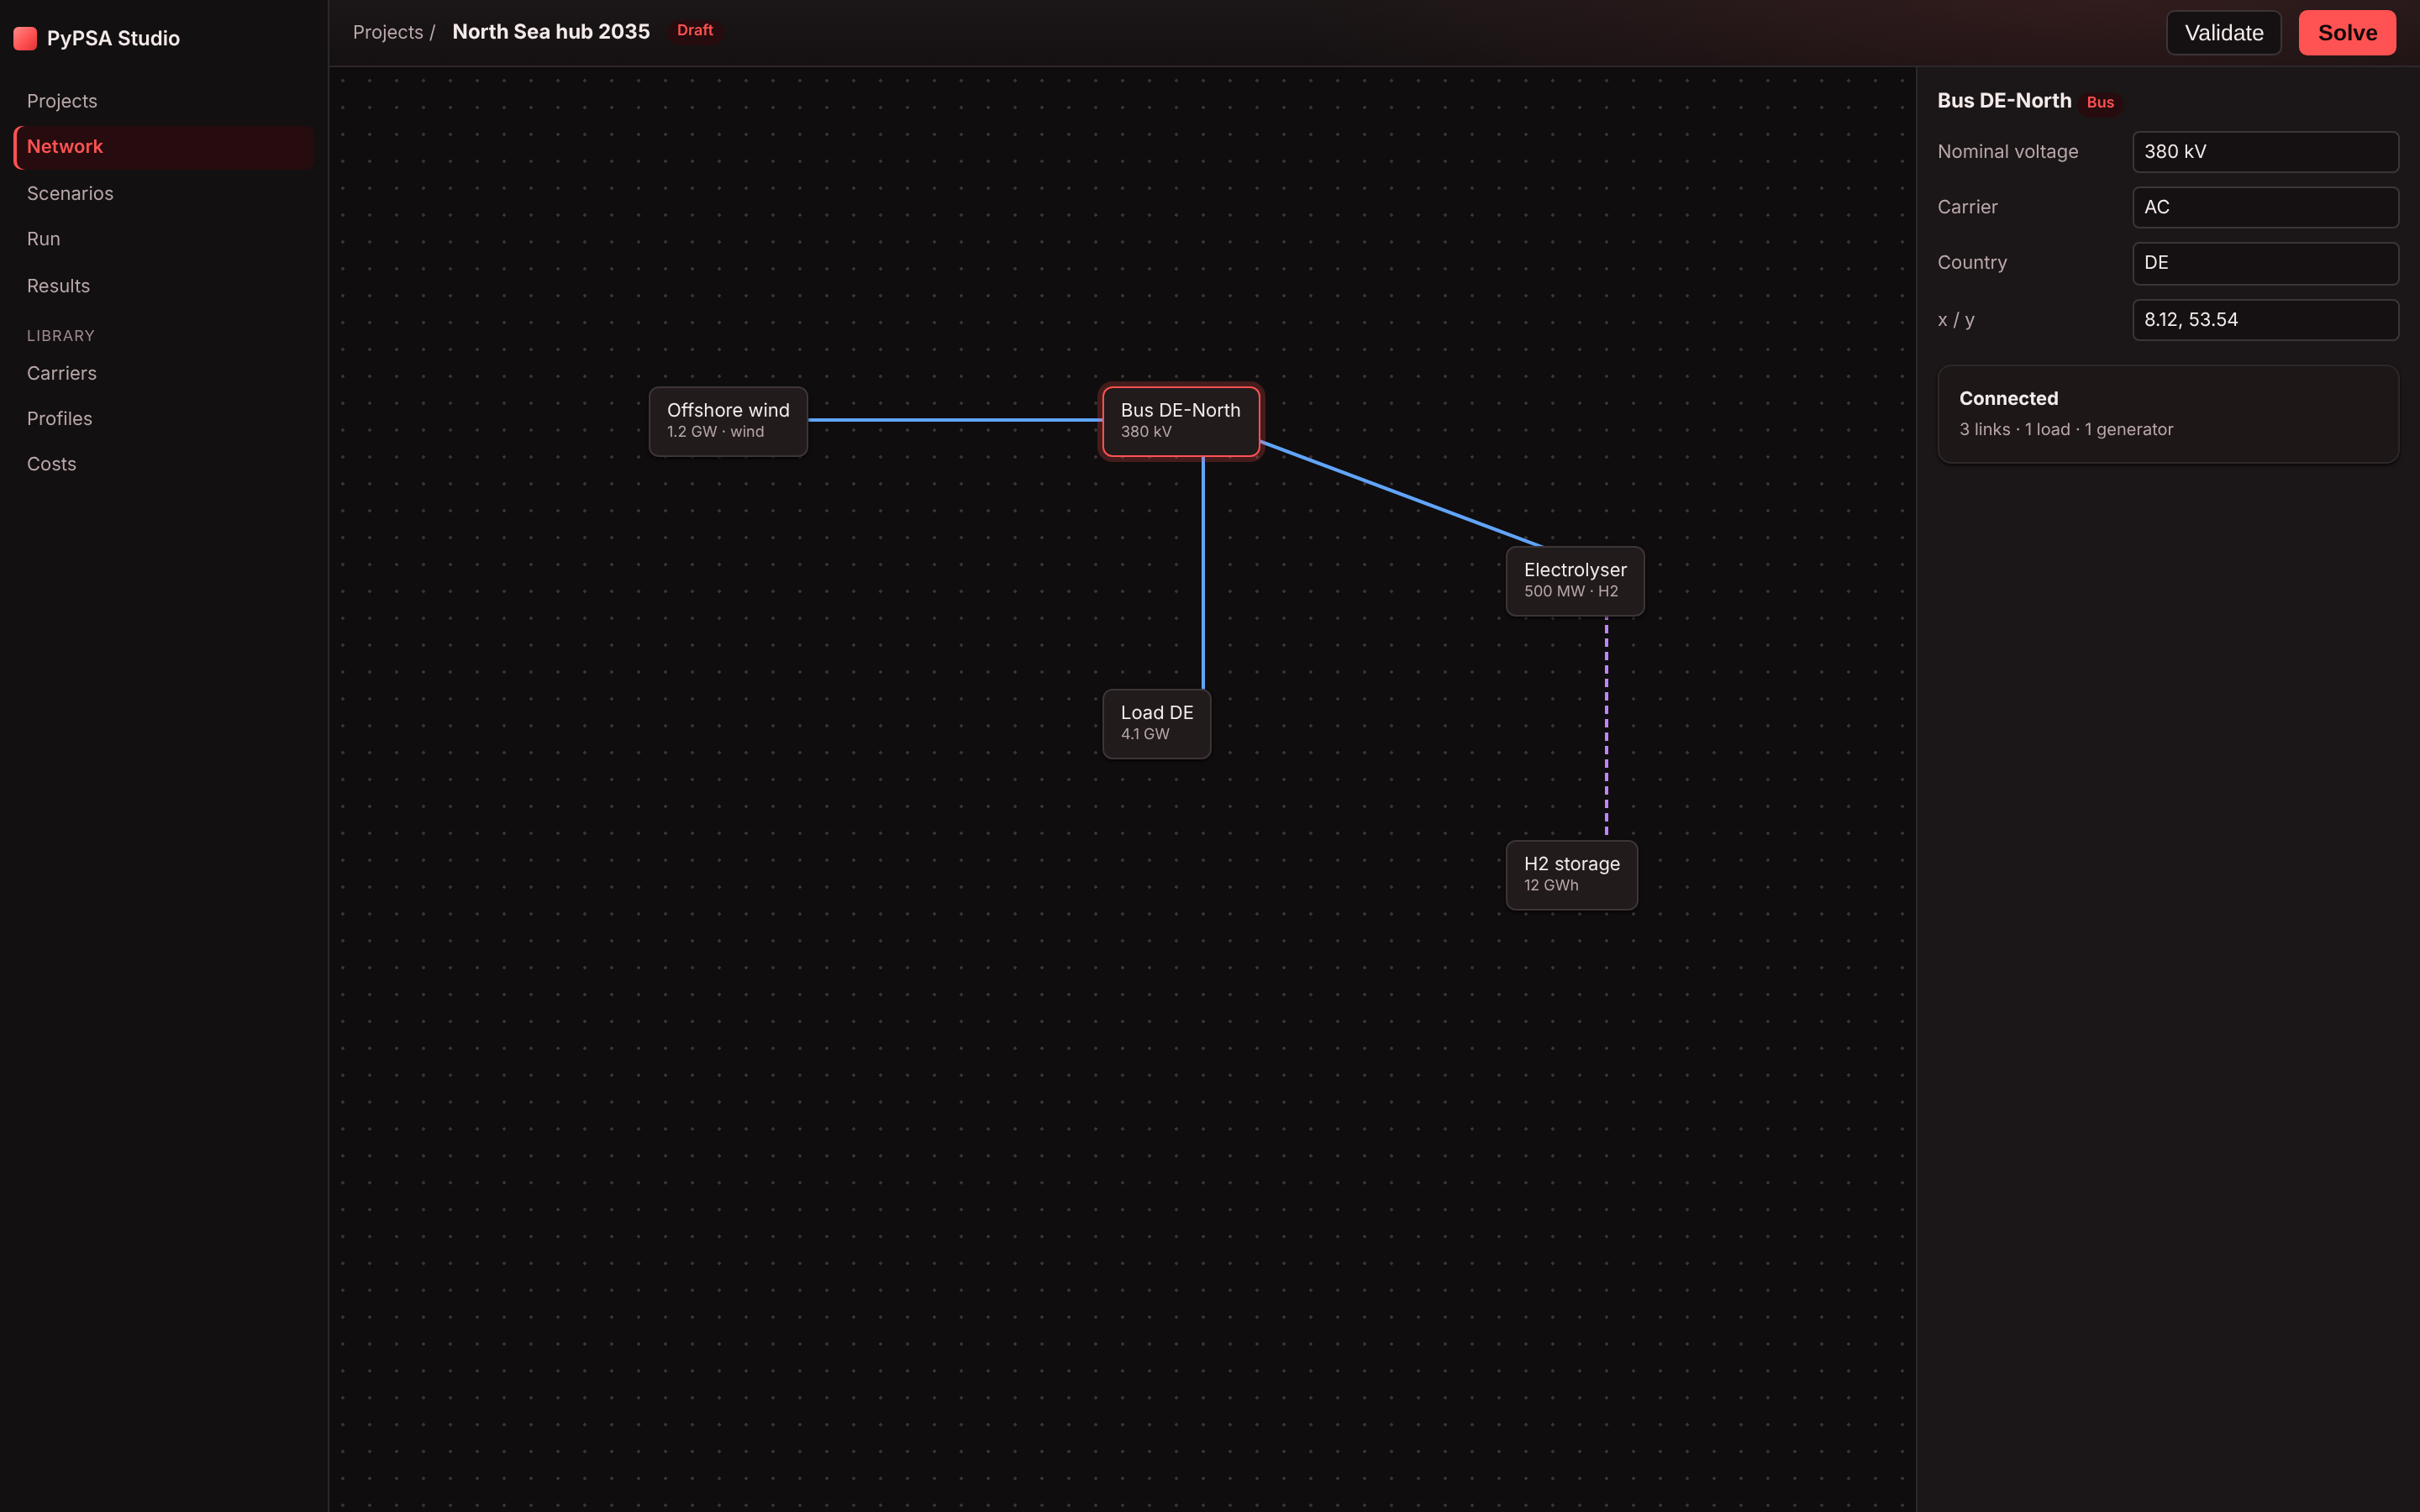 PyPSA Studio
Projects
Network
Scenarios
Run
Results
LIBRARY
Carriers
Profiles
Costs
Projects / North Sea hub 2035 Draft
Validate
Solve
Offshore wind
1.2 GW · wind
Bus DE-North
380 kV
Electrolyser
500 MW · H2
Load DE
4.1 GW
H2 storage
12 GWh
Bus DE-North Bus
Nominal voltage 380 kV
Carrier AC
Country DE
x / y 8.12, 53.54
Connected
3 links · 1 load · 1 generator